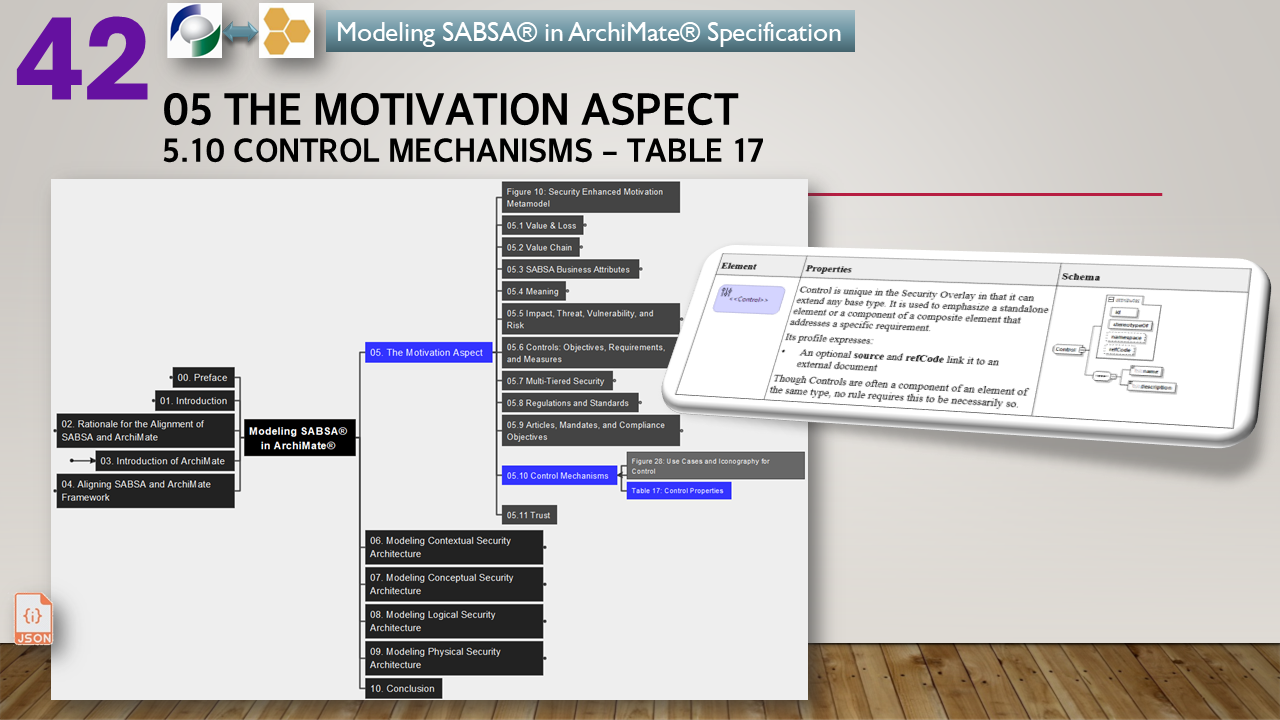 42
Modeling SABSA® in ArchiMate® Specification
05 THE MOTIVATION ASPECT
5.10 CONTROL MECHANISMS – TABLE 17
Modeling SABSA®
in ArchiMate®
00. Preface
01. Introduction
02. Rationale for the Alignment of
SABSA and ArchiMate
03. Introduction of ArchiMate
04. Aligning SABSA and ArchiMate
Framework
05. The Motivation Aspect
Figure 10: Security Enhanced Motivation
Metamodel
05.1 Value & Loss
05.2 Value Chain
05.3 SABSA Business Attributes
05.4 Meaning
05.5 Impact, Threat, Vulnerability, and
Risk
05.6 Controls: Objectives, Requirements,
and Measures
05.7 Multi-Tiered Security
05.8 Regulations and Standards
05.9 Articles, Mandates, and Compliance
Objectives
05.10 Control Mechanisms
Figure 28: Use Cases and Iconography for
Control
Table 17: Control Properties
05.11 Trust
06. Modeling Contextual Security
Architecture
07. Modeling Conceptual Security
Architecture
08. Modeling Logical Security
Architecture
09. Modeling Physical Security
Architecture
10. Conclusion
Element
Properties
Schema
<<Control>>
Control is unique in the Security Overlay in that it can
extend any base type. It is used to emphasize a standalone
element or a component of a composite element that
addresses a specific requirement.
Its profile expresses:
• An optional source and refCode link it to an
external document
Though Controls are often a component of an element of
the same type, no rule requires this to be necessarily so.
attributes
id
stereotypeOf
namespace
refCode
Control
name
description
{i}
JSON